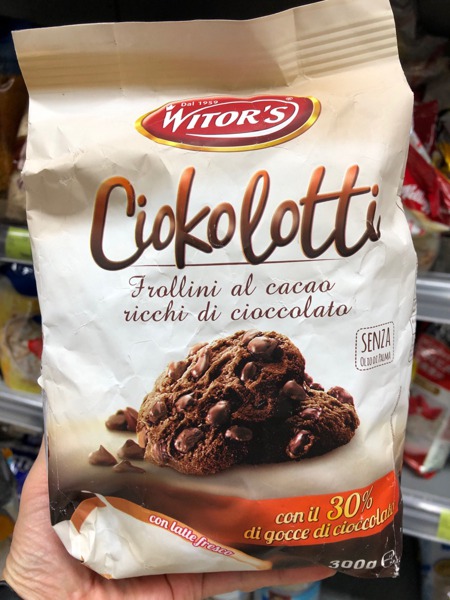 Dal 1959
WITOR'S
Ciokolotti
Frollini al cacao
ricchi di cioccolato
SENZA
OLIO DI PALMA
con il 30%
di gocce di cioccolato
con latte fresco
300g e